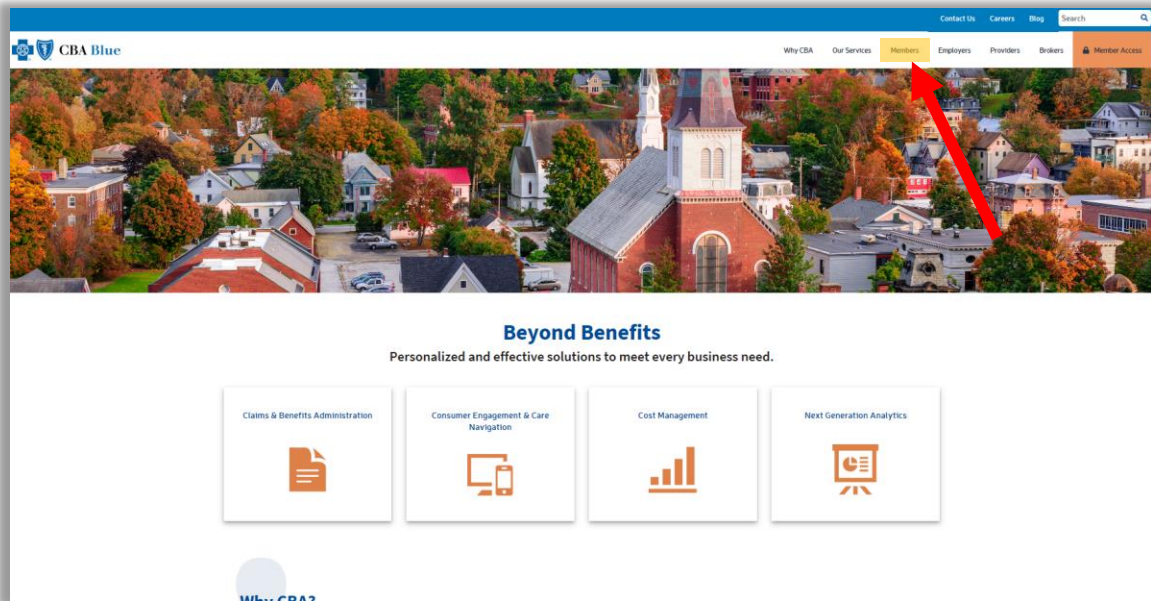 Contact Us Careers Blog Search
CBA Blue
Why CBA Our Services Members Employers Providers Brokers Member Access
Beyond Benefits
Personalized and effective solutions to meet every business need.
Claims & Benefits Administration
Consumer Engagement & Care
Navigation
Cost Management
Next Generation Analytics
Why CBA?